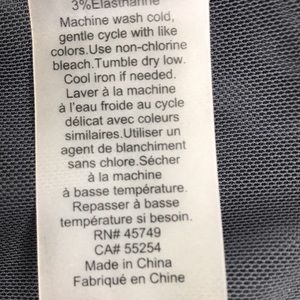 3%Elasthanne
Machine wash cold,
gentle cycle with like
colors.Use non-chlorine
bleach.Tumble dry low.
Cool iron if needed.
Laver à la machine
à l'eau froide au cycle
délicat avec couleurs
similaires.Utiliser un
agent de blanchiment
sans chlore.Sécher
à la machine
à basse température.
Repasser à basse
température si besoin.
RN# 45749
CA# 55254
Made in China
Fabriqué en Chine